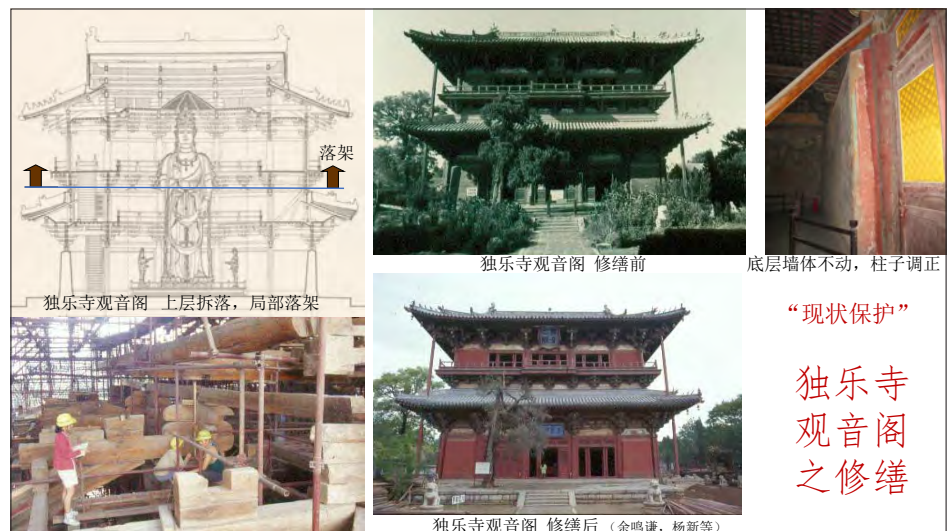 落架
独乐寺观音阁 上层拆落，局部落架
独乐寺观音阁 修缮前
底层墙体不动，柱子调正
“现状保护”
独乐寺
观音阁
之修缮
独乐寺观音阁 修缮后（余鸣谦，杨新等）